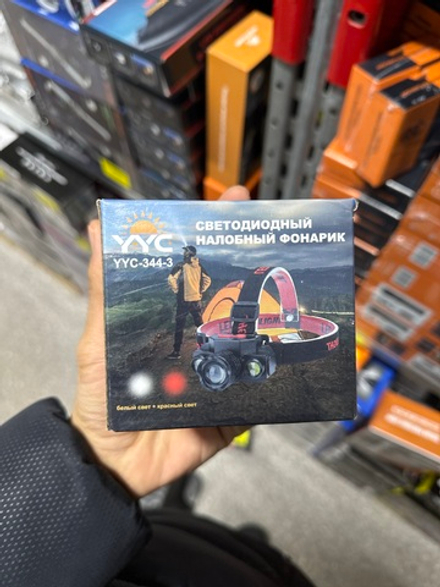 YYC
YYC-344-3
СВЕТОДИОДНЫЙ
НАЛОБНЫЙ ФОНАРИК
белый свет • красный свет